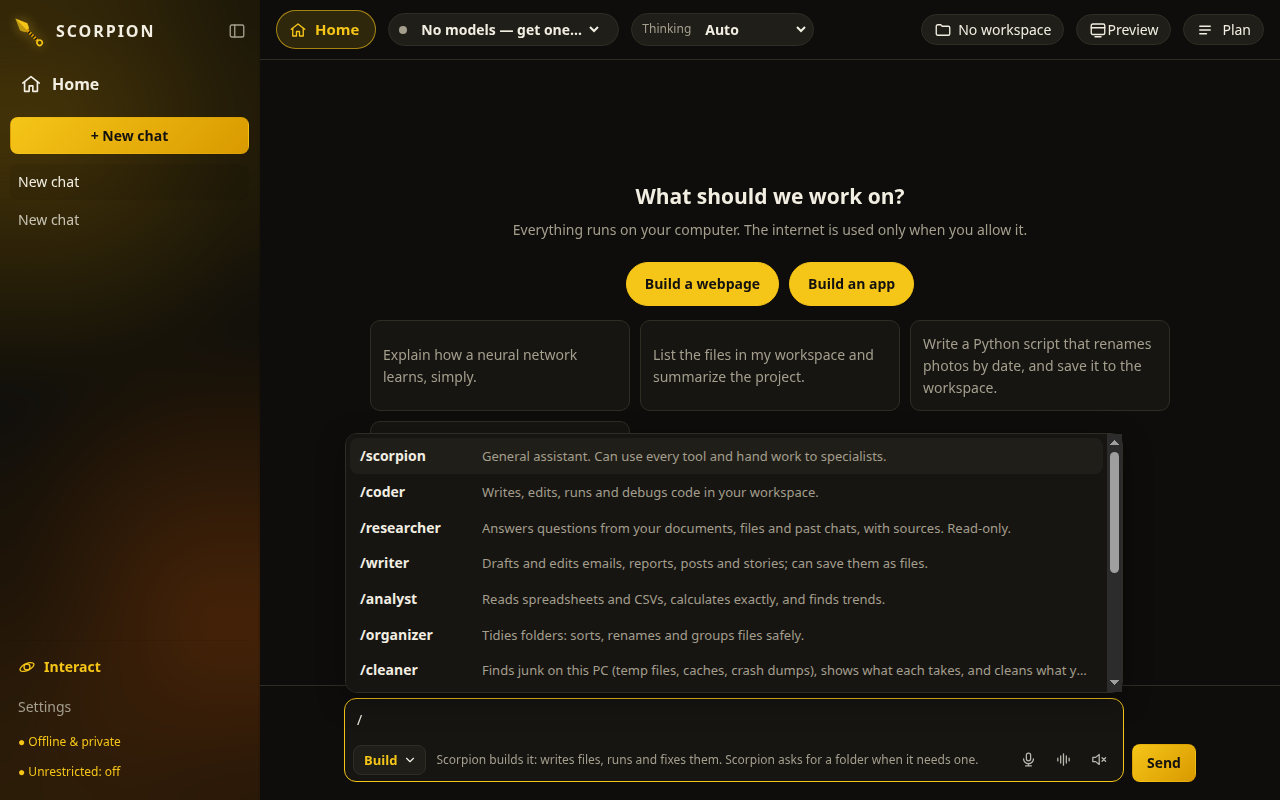 SCORPION
Home
+ New chat
New chat
New chat
Interact
Settings
● Offline & private
● Unrestricted: off
Home
No models — get one...
Thinking Auto
No workspace
Preview
Plan
What should we work on?
Everything runs on your computer. The internet is used only when you allow it.
Build a webpage
Build an app
Explain how a neural network
learns, simply.
List the files in my workspace and
summarize the project.
Write a Python script that renames
photos by date, and save it to the
workspace.
/scorpion General assistant. Can use every tool and hand work to specialists.
/coder Writes, edits, runs and debugs code in your workspace.
/researcher Answers questions from your documents, files and past chats, with sources. Read-only.
/writer Drafts and edits emails, reports, posts and stories; can save them as files.
/analyst Reads spreadsheets and CSVs, calculates exactly, and finds trends.
/organizer Tidies folders: sorts, renames and groups files safely.
/cleaner Finds junk on this PC (temp files, caches, crash dumps), shows what each takes, and cleans what y...
/
Build
Scorpion builds it: writes files, runs and fixes them. Scorpion asks for a folder when it needs one.
Send